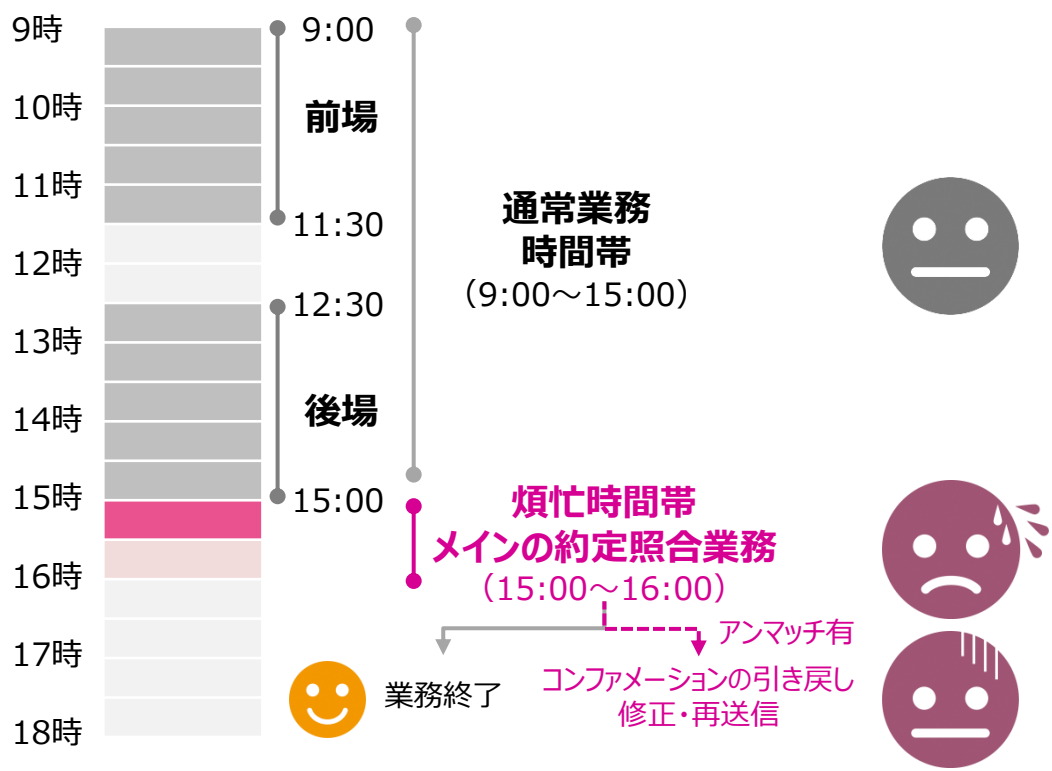 9時
10時
11時
12時
13時
14時
15時
16時
17時
18時
9:00
前場
11:30
12:30
後場
15:00
通常業務
時間帯
（9:00～15:00）
煩忙時間帯
メインの約定照合業務
（15:00～16:00）
アンマッチ有
業務終了
コンファメーションの引き戻し
修正・再送信